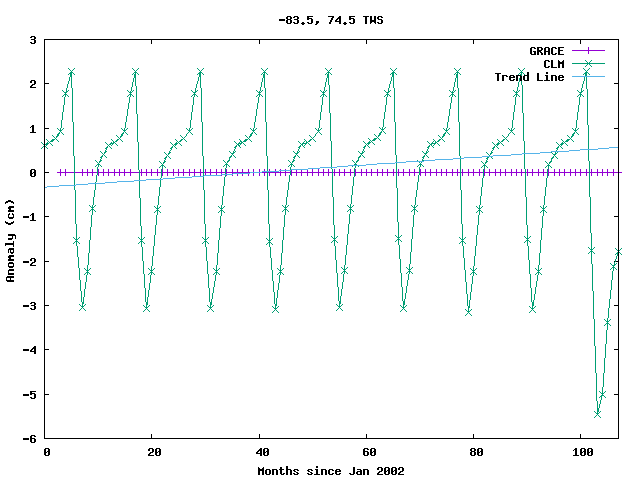 -83.5, 74.5 TWS
GRACE
CLM
Trend Line
3
2
1
0
-1
-2
-3
-4
-5
-6
Anomaly (cm)
0 20 40 60 80 100
Months since Jan 2002